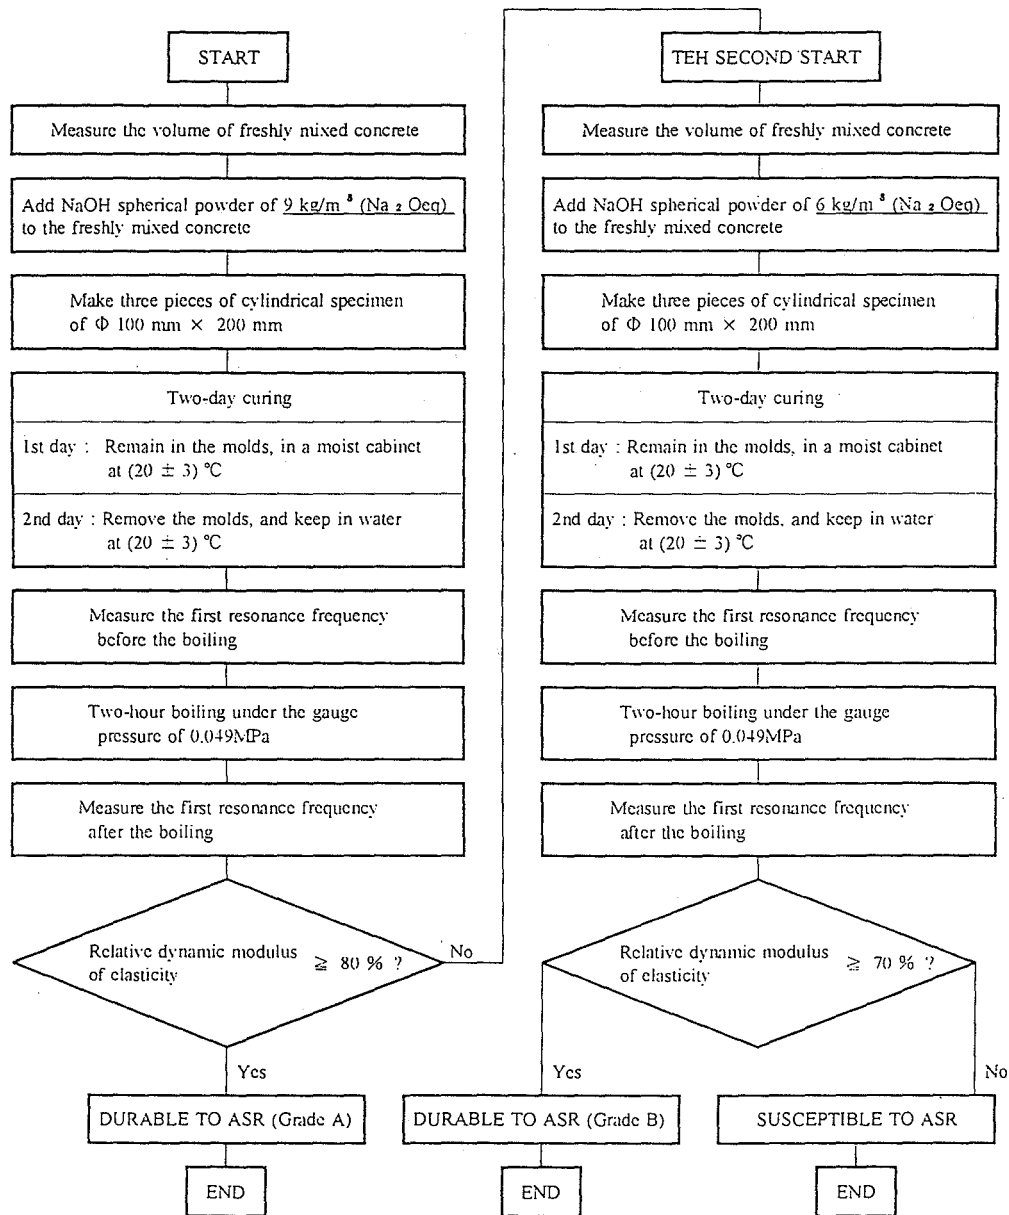 START
Measure the volume of freshly mixed concrete
Add NaOH spherical powder of 9 kg/m³ (Na₂Oeq)
to the freshly mixed concrete
Make three pieces of cylindrical specimen
of Φ 100 mm × 200 mm
Two-day curing
1st day : Remain in the molds, in a moist cabinet
at (20 ± 3) ℃
2nd day : Remove the molds, and keep in water
at (20 ± 3) ℃
Measure the first resonance frequency
before the boiling
Two-hour boiling under the gauge
pressure of 0.049MPa
Measure the first resonance frequency
after the boiling
Relative dynamic modulus
of elasticity
≧ 80 % ?
No
Yes
DURABLE TO ASR (Grade A)
END
TEH SECOND START
Measure the volume of freshly mixed concrete
Add NaOH spherical powder of 6 kg/m³ (Na₂Oeq)
to the freshly mixed concrete
Make three pieces of cylindrical specimen
of Φ 100 mm × 200 mm
Two-day curing
1st day : Remain in the molds, in a moist cabinet
at (20 ± 3) ℃
2nd day : Remove the molds, and keep in water
at (20 ± 3) ℃
Measure the first resonance frequency
before the boiling
Two-hour boiling under the gauge
pressure of 0.049MPa
Measure the first resonance frequency
after the boiling
Relative dynamic modulus
of elasticity
≧ 70 % ?
Yes
No
DURABLE TO ASR (Grade B)
SUSCEPTIBLE TO ASR
END
END